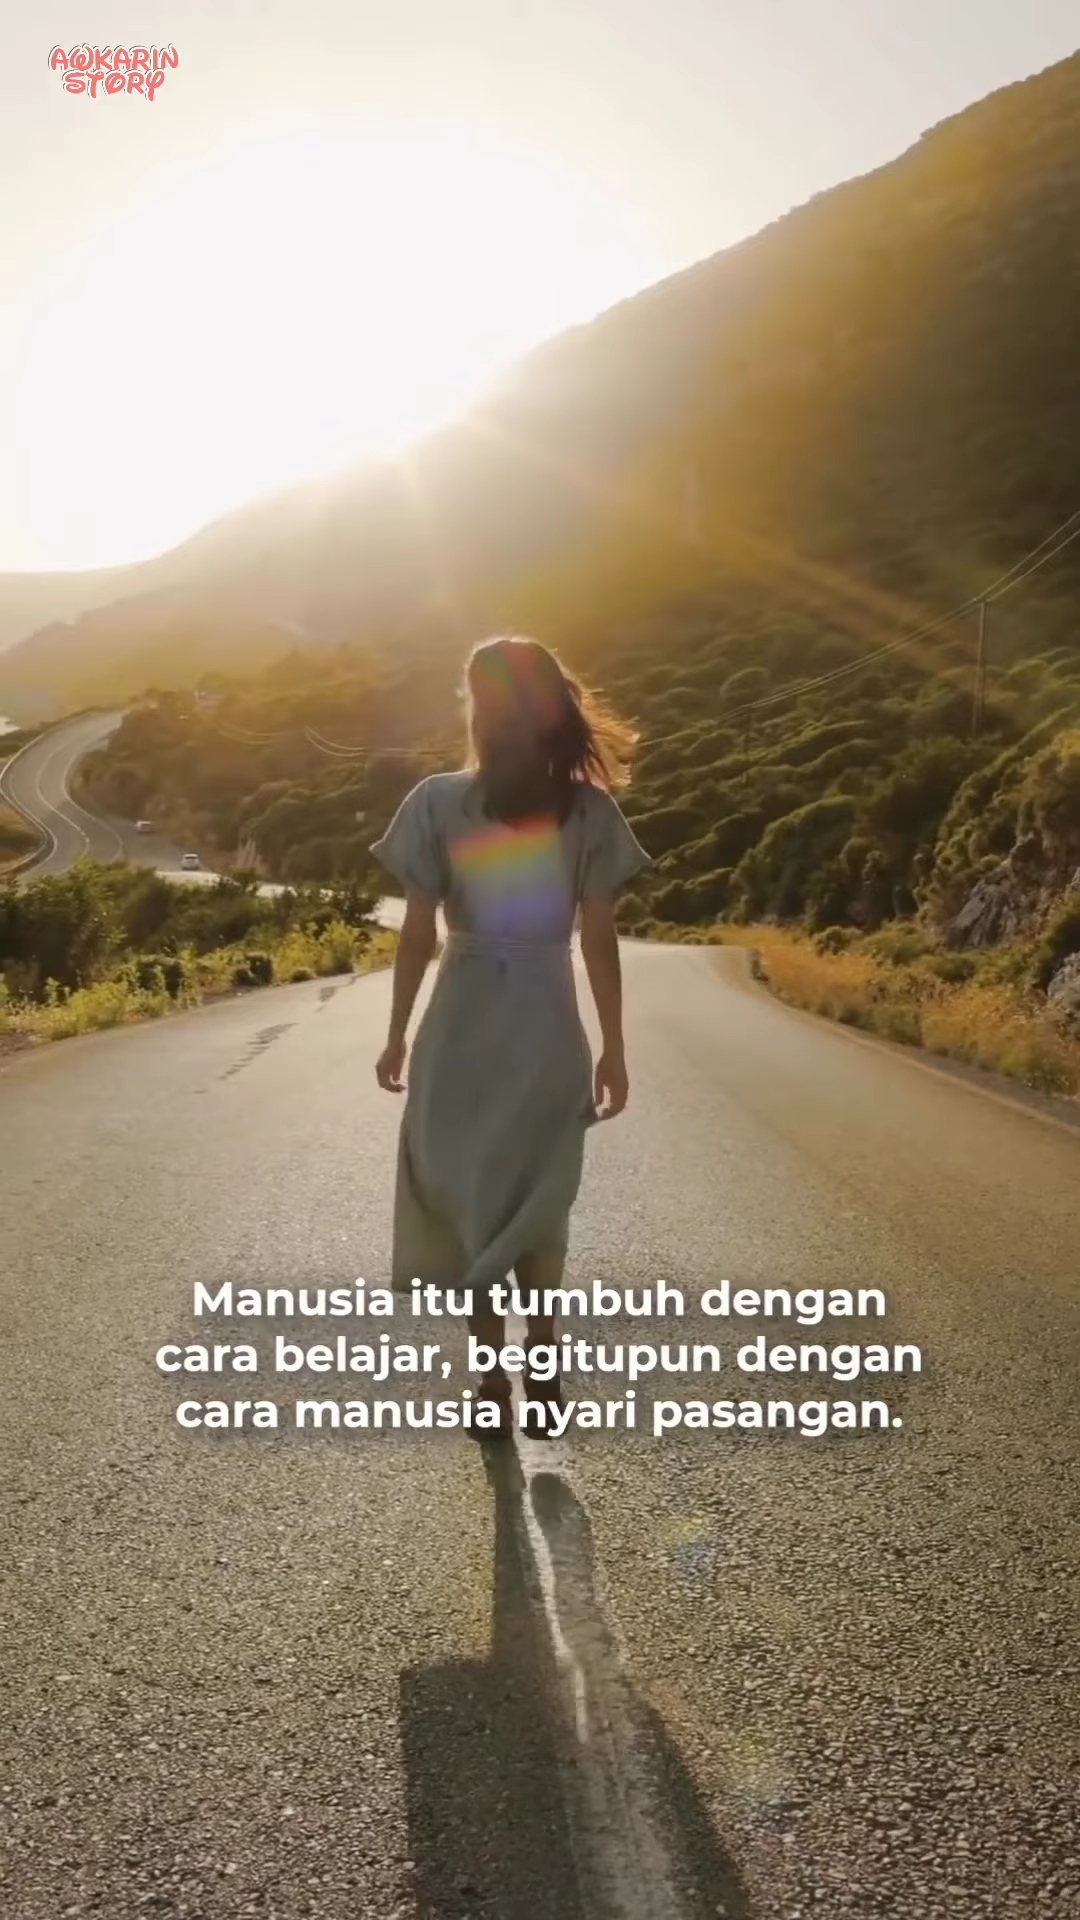 AWKARIN
STORY
Manusia itu tumbuh dengan
cara belajar, begitupun dengan
cara manusia nyari pasangan.